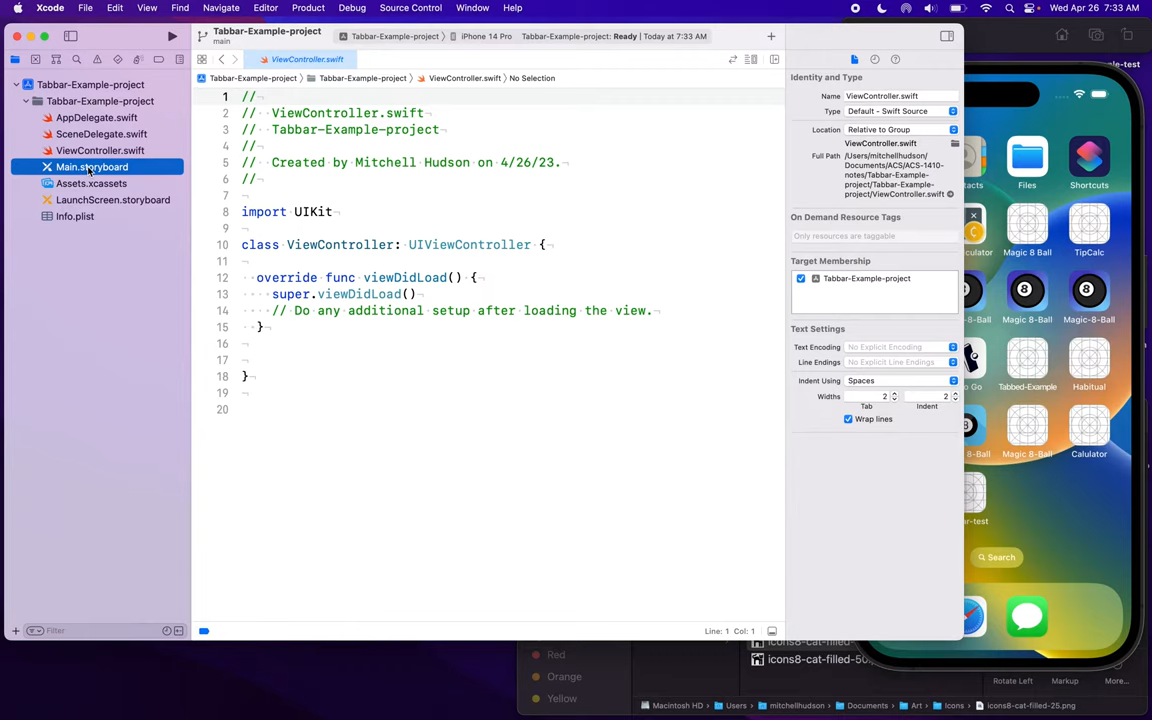 Xcode File Edit View Find Navigate Editor Product Debug Source Control Window Help Wed Apr 26 7:33 AM
Tabbar-Example-project
main
Tabbar-Example-project
iPhone 14 Pro
Tabbar-Example-project: Ready | Today at 7:33 AM
ViewController.swift
Tabbar-Example-project
Tabbar-Example-project
ViewController.swift
No Selection
Tabbar-Example-project
Tabbar-Example-project
AppDelegate.swift
SceneDelegate.swift
ViewController.swift
Main.storyboard
Assets.xcassets
LaunchScreen.storyboard
Info.plist
Filter
1 //
2 // ViewController.swift
3 // Tabbar-Example-project
4 //
5 // Created by Mitchell Hudson on 4/26/23.
6 //
7
8 import UIKit
9
10 class ViewController: UIViewController {
11
12 override func viewDidLoad() {
13 super.viewDidLoad()
14 // Do any additional setup after loading the view.
15 }
16
17
18 }
19
20
Line: 1 Col: 1
Identity and Type
Name ViewController.swift
Type Default - Swift Source
Location Relative to Group
ViewController.swift
Full Path /Users/mitchellhudson/
Documents/ACS/ACS-1410-
notes/Tabbar-Example-
project/Tabbar-Example-
project/ViewController.swift
On Demand Resource Tags
Only resources are taggable
Target Membership
Tabbar-Example-project
Text Settings
Text Encoding No Explicit Encoding
Line Endings No Explicit Line Endings
Indent Using Spaces
Widths 2 2
Tab Indent
Wrap lines
-test
tacts Files Shortcuts
culator Magic 8 Ball TipCalc
8-Ball Magic 8-Ball Magic-8-Ball
o Go Tabbed-Example Habitual
8-Ball Magic 8-Ball Calulator
ar-test
Search
Red
Orange
Yellow
icons8-cat-filled-
icons8-cat-filled-50
Rotate Left Markup More...
Macintosh HD Users mitchellhudson Documents Art Icons icons8-cat-filled-25.png